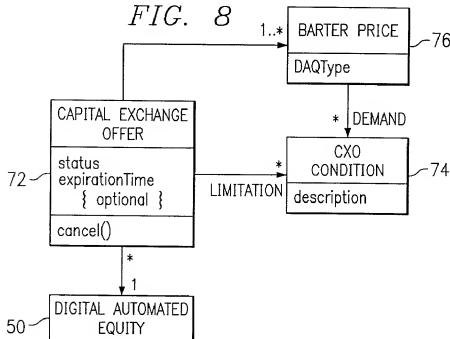 FIG. 8
1..*
BARTER PRICE
76
DAQType
CAPITAL EXCHANGE
OFFER
* DEMAND
72
status
expirationTime
{ optional }
*
LIMITATION
CXO
CONDITION
74
description
cancel()
*
1
50
DIGITAL AUTOMATED
EQUITY